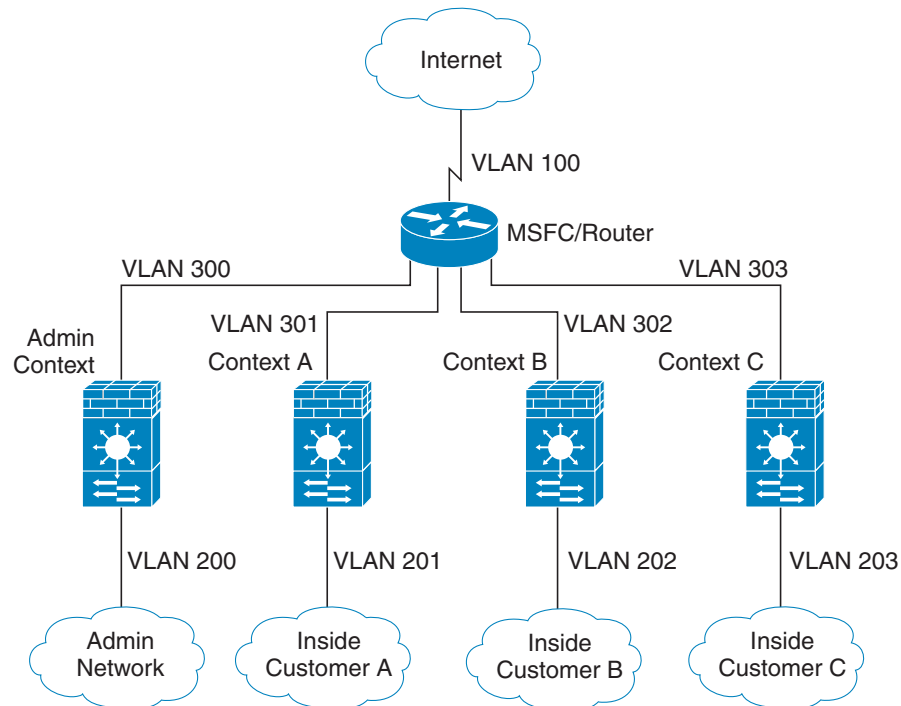 Internet
VLAN 100
MSFC/Router
VLAN 300
VLAN 303
VLAN 301
VLAN 302
Admin
Context
Context A
Context B
Context C
VLAN 200
VLAN 201
VLAN 202
VLAN 203
Admin
Network
Inside
Customer A
Inside
Customer B
Inside
Customer C